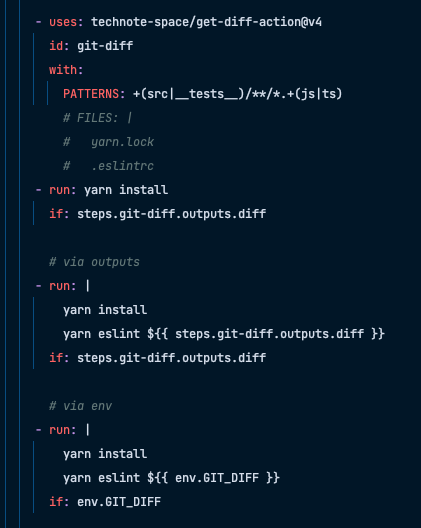 - uses: technote-space/get-diff-action@v4
  id: git-diff
  with:
    PATTERNS: +(src|__tests__)/**/*.+(js|ts)
    # FILES: |
    #   yarn.lock
    #   .eslintrc
- run: yarn install
  if: steps.git-diff.outputs.diff

  # via outputs
- run: |
    yarn install
    yarn eslint ${{ steps.git-diff.outputs.diff }}
  if: steps.git-diff.outputs.diff

  # via env
- run: |
    yarn install
    yarn eslint ${{ env.GIT_DIFF }}
  if: env.GIT_DIFF